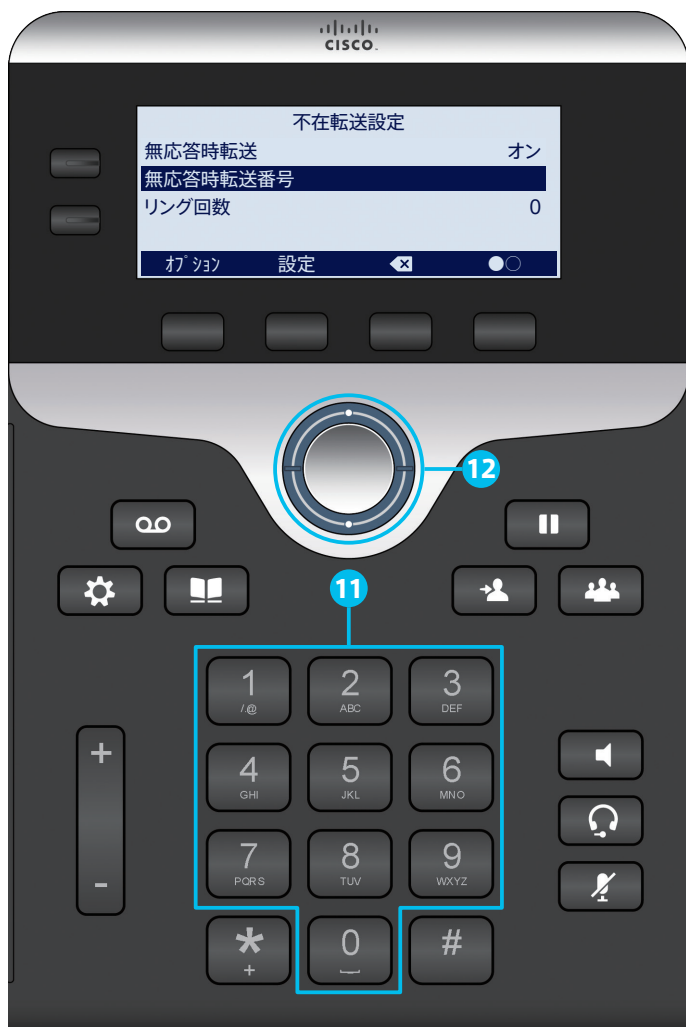 CISCO
不在転送設定
無応答時転送 オン
無応答時転送番号
リング回数 0
ｵﾌﾟｼｮﾝ 設定
12
11
1 2 3
/.@ ABC DEF
4 5 6
GHI JKL MNO
7 8 9
PQRS TUV WXYZ
* 0 #
+
+
-